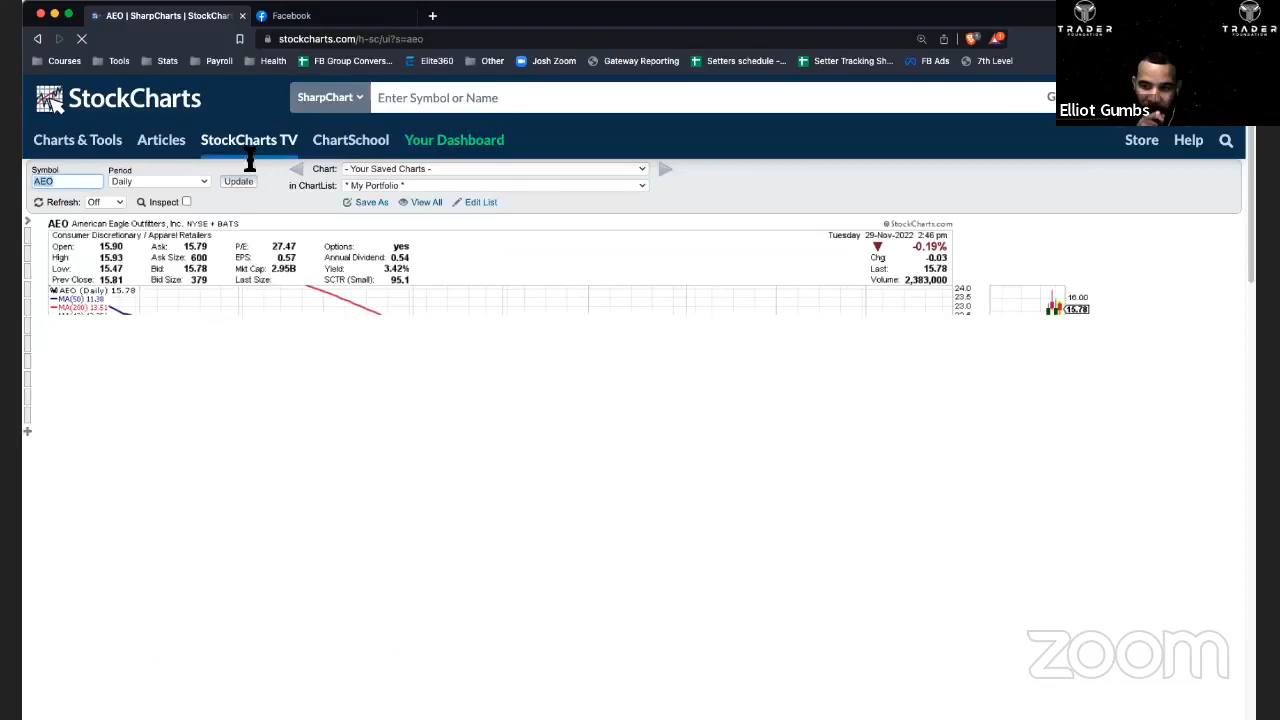 AEO | SharpCharts | StockChart
Facebook
stockcharts.com/h-sc/ui?s=aeo
Courses
Tools
Stats
Payroll
Health
FB Group Convers...
Elite360
Other
Josh Zoom
Gateway Reporting
Setters schedule -...
Setter Tracking Sh...
FB Ads
7th Level
TRADER
FOUNDATION
TRADER
FOUNDATION
Elliot Gumbs
StockCharts
SharpChart
Enter Symbol or Name
G
Charts & Tools
Articles
StockCharts TV
ChartSchool
Your Dashboard
Store
Help
Symbol
Period
AEO
Daily
Update
Chart:
- Your Saved Charts -
in ChartList:
* My Portfolio *
Refresh:
Off
Inspect
Save As
View All
Edit List
AEO American Eagle Outfitters, Inc. NYSE + BATS
@StockCharts.com
Consumer Discretionary / Apparel Retailers
Tuesday 29-Nov-2022 2:46 pm
Open: 15.90 Ask: 15.79 P/E: 27.47 Options: yes
-0.19%
High: 15.93 Ask Size: 600 EPS: 0.57 Annual Dividend: 0.54
Chg: -0.03
Low: 15.47 Bid: 15.78 Mkt Cap: 2.95B Yield: 3.42%
Last: 15.78
Prev Close: 15.81 Bid Size: 379 Last Size: SCTR (Small): 95.1
Volume: 2,383,000
AEO (Daily) 15.78
MA(50) 11.38
MA(200) 13.51
24.0
23.5
23.0
16.00
15.78
zoom